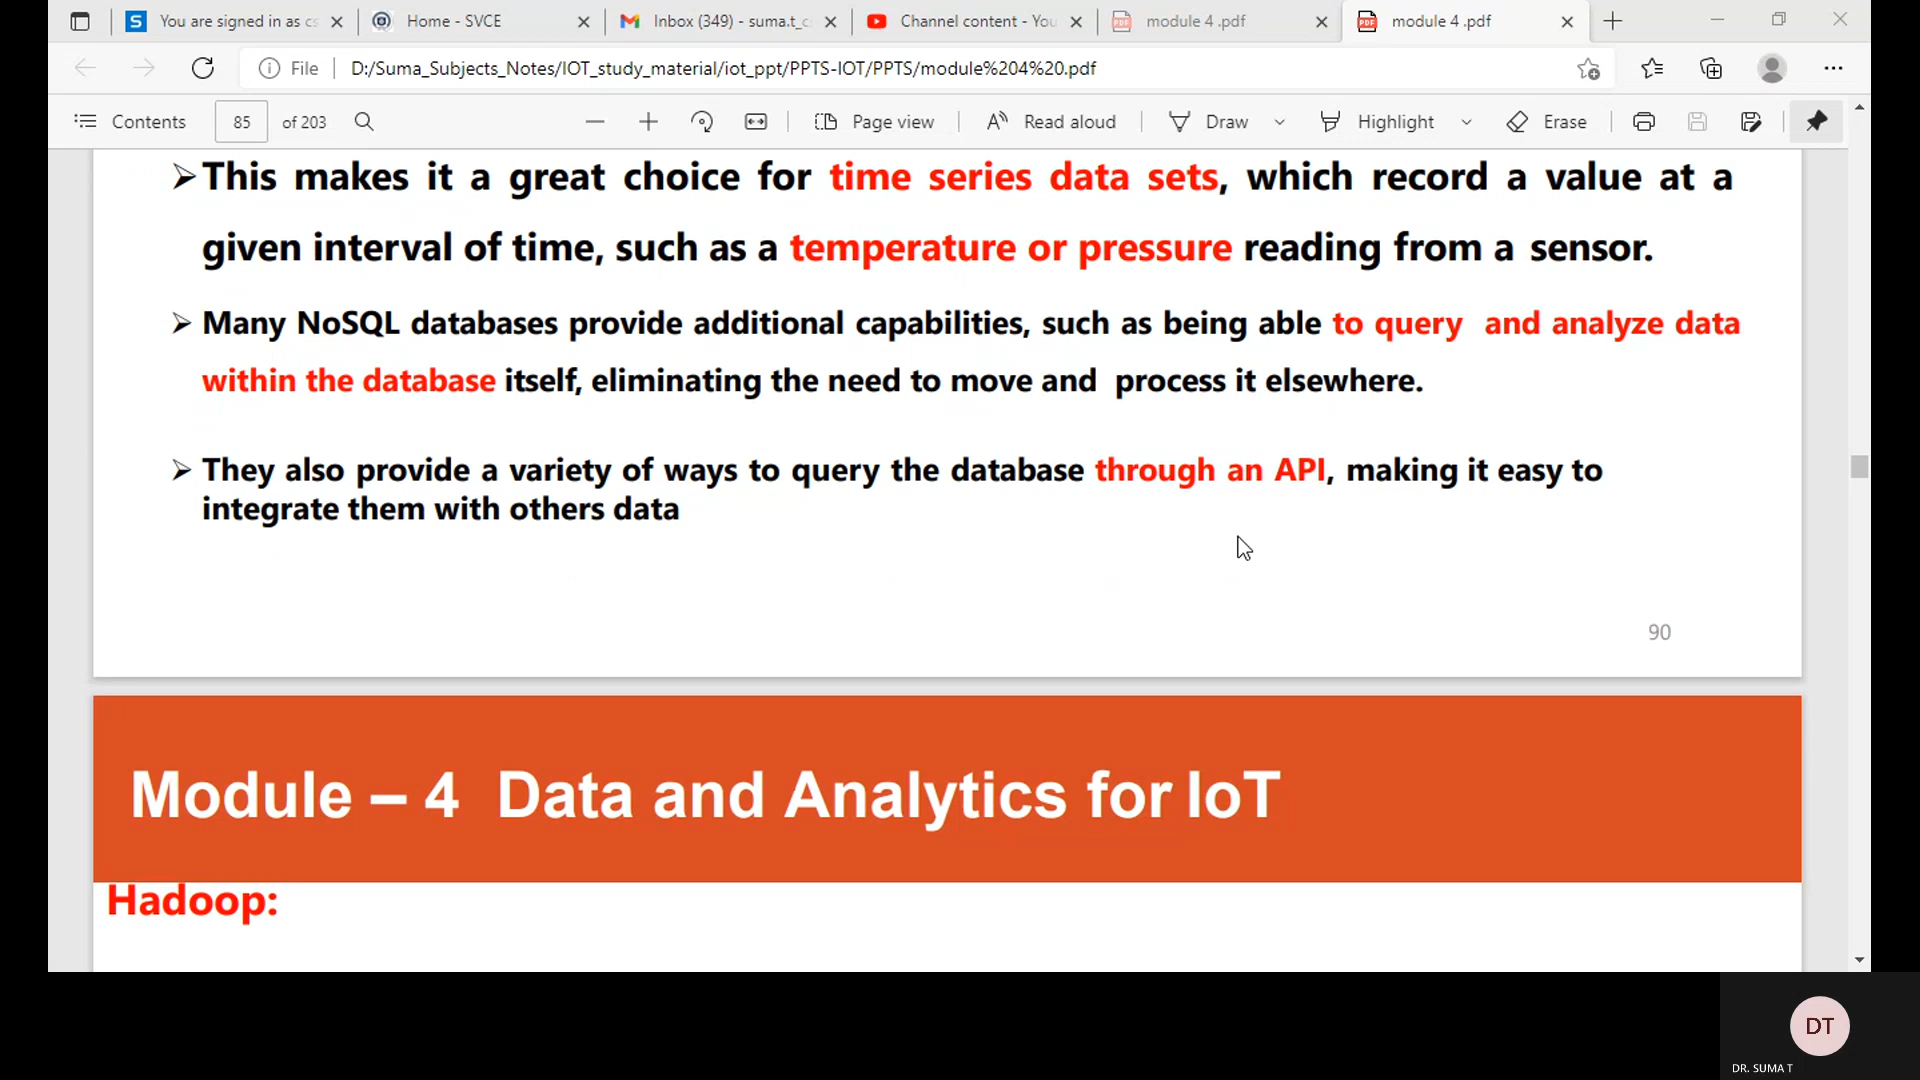 You are signed in as cs
Home - SVCE
Inbox (349) - suma.t_c
Channel content - You
module 4 .pdf
module 4 .pdf
File
D:/Suma_Subjects_Notes/IOT_study_material/iot_ppt/PPTS-IOT/PPTS/module%204%20.pdf
Contents 85 of 203 Page view Read aloud Draw Highlight Erase
➢This makes it a great choice for time series data sets, which record a value at a
given interval of time, such as a temperature or pressure reading from a sensor.
➢ Many NoSQL databases provide additional capabilities, such as being able to query and analyze data
within the database itself, eliminating the need to move and process it elsewhere.
➢ They also provide a variety of ways to query the database through an API, making it easy to
integrate them with others data
90
Module – 4 Data and Analytics for IoT
Hadoop:
DT
DR. SUMA T